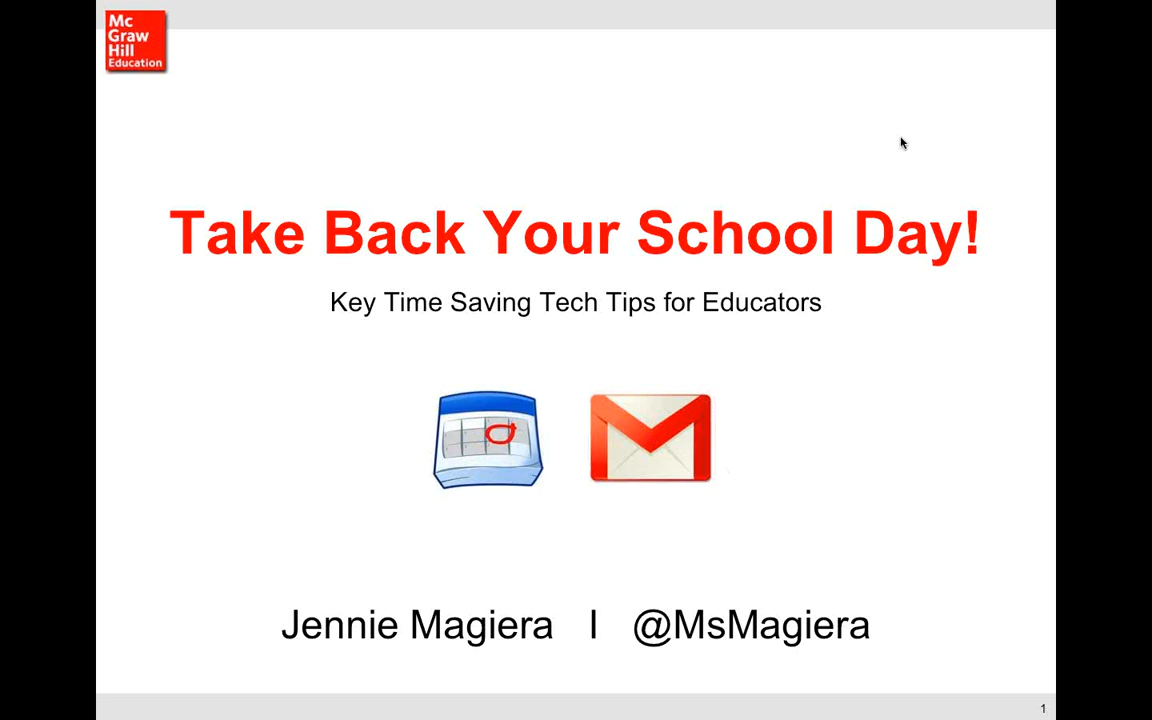 Mc
Graw
Hill
Education
Take Back Your School Day!
Key Time Saving Tech Tips for Educators
Jennie Magiera I @MsMagiera
1